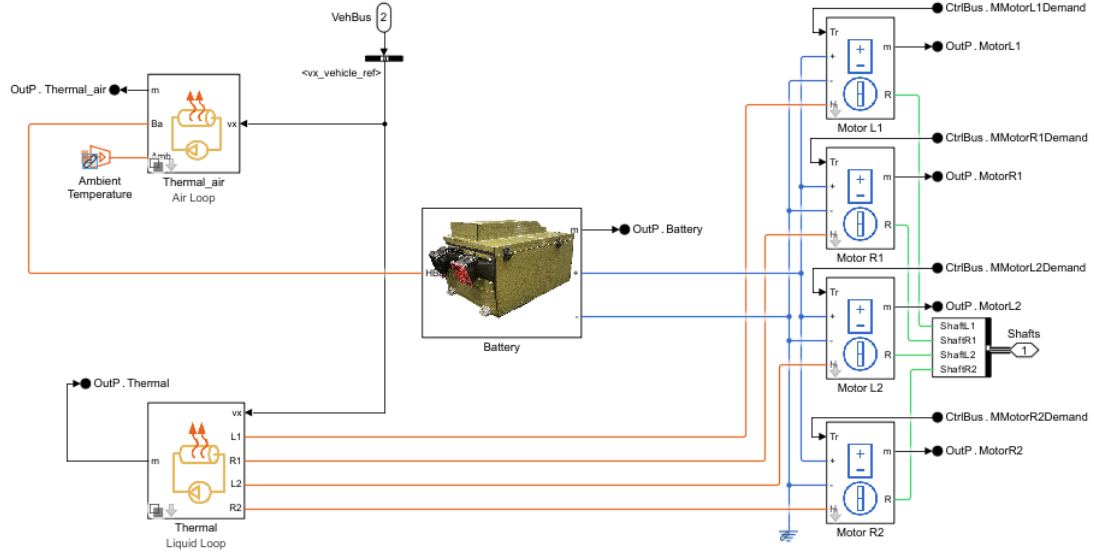 VehBus
2
<vx_vehicle_ref>
OutP . Thermal_air
m
Ba
Amb
vx
Ambient
Temperature
Thermal_air
Air Loop
OutP . Thermal
vx
L1
R1
L2
R2
m
Thermal
Liquid Loop
m
+
-
Battery
OutP . Battery
CtrlBus . MMotorL1Demand
Tr
m
OutP . MotorL1
+
-
R
Motor L1
CtrlBus . MMotorR1Demand
Tr
m
OutP . MotorR1
+
-
R
Motor R1
CtrlBus . MMotorL2Demand
Tr
m
OutP . MotorL2
+
-
R
Motor L2
ShaftL1
ShaftR1
ShaftL2
ShaftR2
Shafts
1
CtrlBus . MMotorR2Demand
Tr
m
OutP . MotorR2
+
-
R
Motor R2